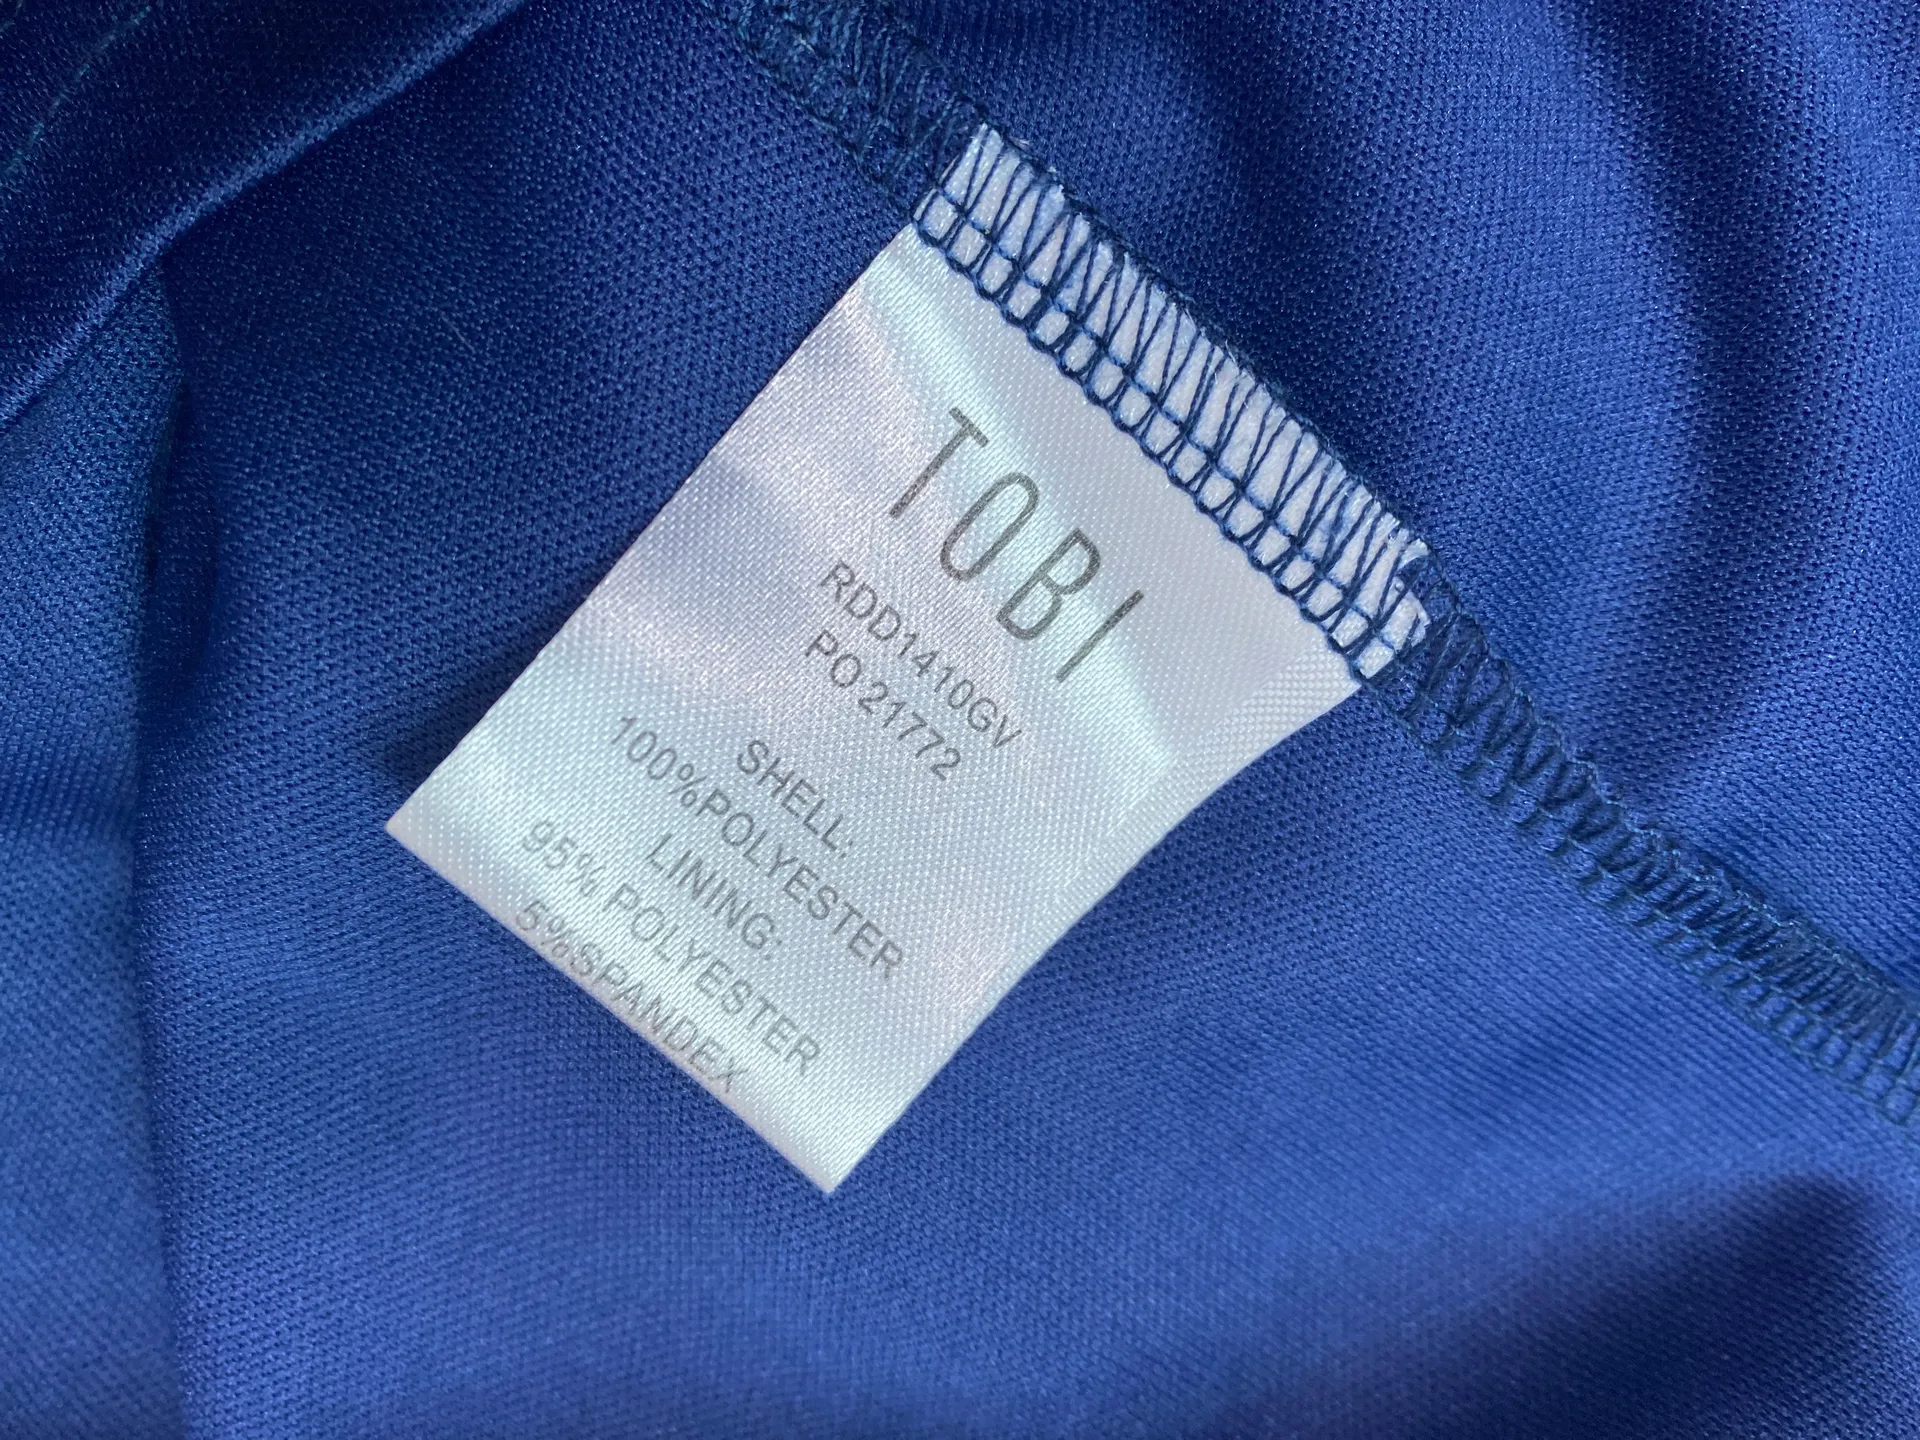 TOBI
RDD1410GV
PO 21772
SHELL:
100%POLYESTER
LINING:
95% POLYESTER
5%SPANDEX